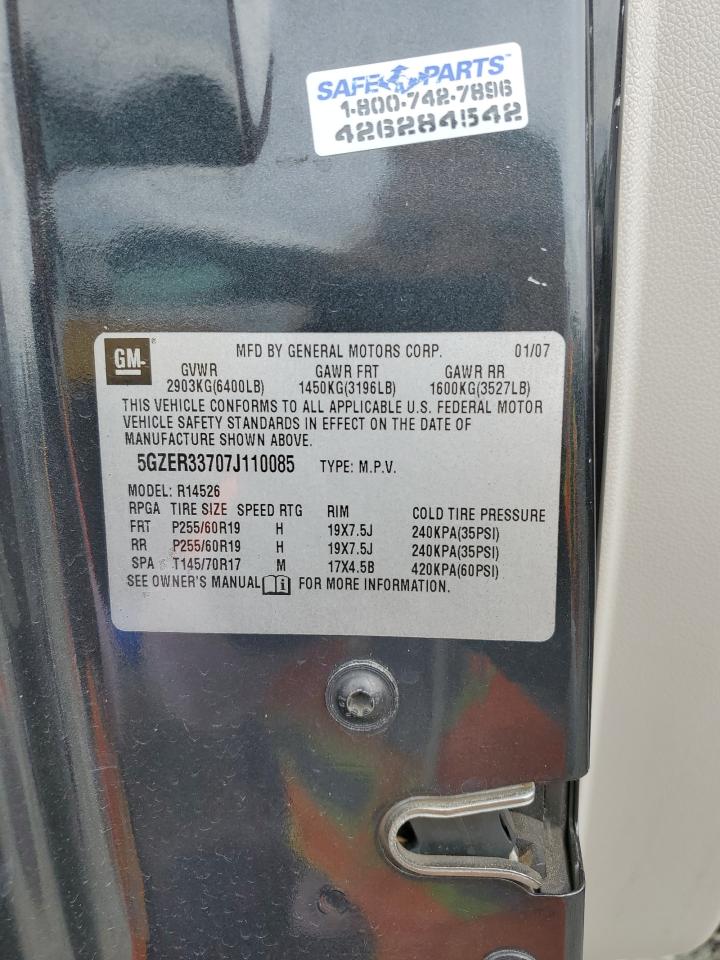 SAFE PARTS™
1-800-742-7896
426284542
GM ®
MFD BY GENERAL MOTORS CORP. 01/07
GVWR GAWR FRT GAWR RR
2903KG(6400LB) 1450KG(3196LB) 1600KG(3527LB)
THIS VEHICLE CONFORMS TO ALL APPLICABLE U.S. FEDERAL MOTOR
VEHICLE SAFETY STANDARDS IN EFFECT ON THE DATE OF
MANUFACTURE SHOWN ABOVE.
5GZER33707J110085 TYPE: M.P.V.
MODEL: R14526
RPGA TIRE SIZE SPEED RTG RIM COLD TIRE PRESSURE
FRT P255/60R19 H 19X7.5J 240KPA(35PSI)
RR P255/60R19 H 19X7.5J 240KPA(35PSI)
SPA T145/70R17 M 17X4.5B 420KPA(60PSI)
SEE OWNER'S MANUAL FOR MORE INFORMATION.